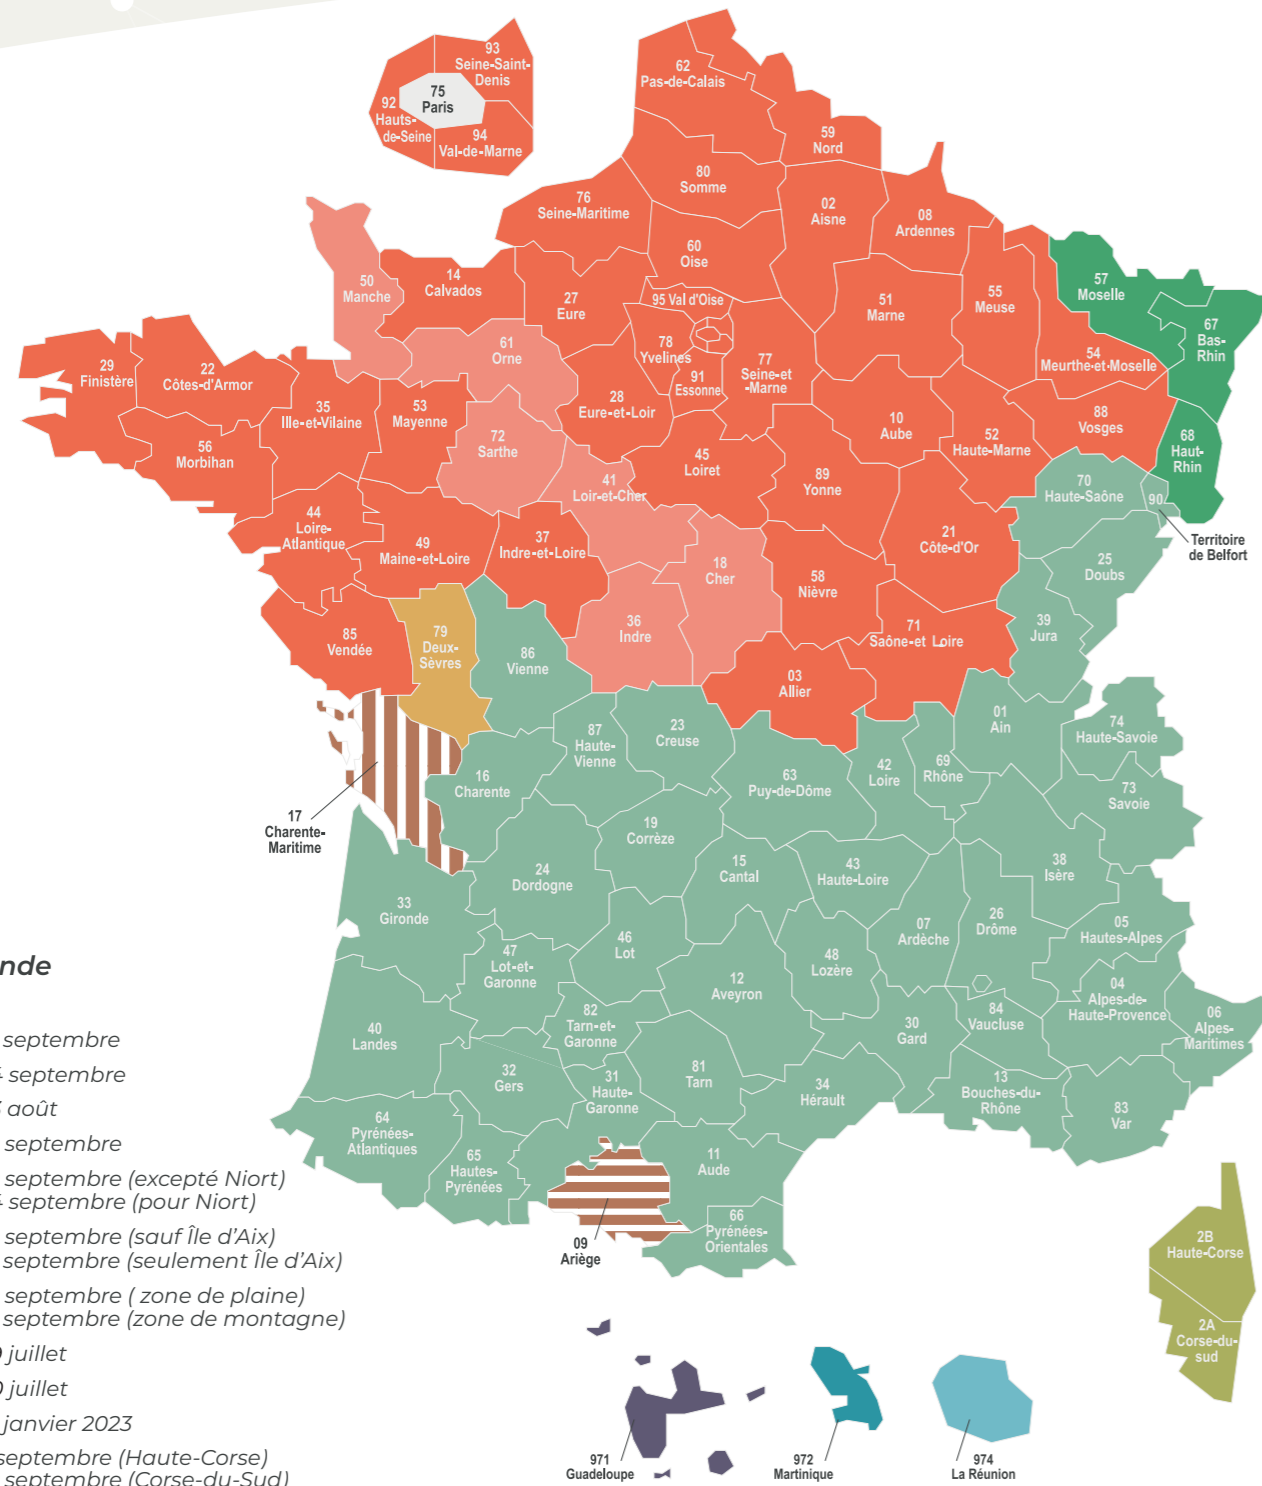 93
Seine-Saint-
Denis
75
Paris
92
Hauts-
de-Seine
94
Val-de-Marne
62
Pas-de-Calais
59
Nord
80
Somme
76
Seine-Maritime
02
Aisne
08
Ardennes
60
Oise
50
Manche
14
Calvados
27
Eure
95 Val d'Oise
51
Marne
55
Meuse
57
Moselle
67
Bas-
Rhin
29
Finistère
22
Côtes-d'Armor
61
Orne
78
Yvelines
91
Essonne
77
Seine-et
-Marne
54
Meurthe-et-Moselle
35
Ille-et-Vilaine
53
Mayenne
28
Eure-et-Loir
10
Aube
52
Haute-Marne
88
Vosges
68
Haut-
Rhin
56
Morbihan
72
Sarthe
41
Loir-et-Cher
45
Loiret
89
Yonne
70
Haute-Saône
90
Territoire
de Belfort
44
Loire-
Atlantique
49
Maine-et-Loire
37
Indre-et-Loire
18
Cher
58
Nièvre
21
Côte-d'Or
25
Doubs
39
Jura
85
Vendée
79
Deux-
Sèvres
86
Vienne
36
Indre
71
Saône-et Loire
03
Allier
01
Ain
74
Haute-Savoie
87
Haute-
Vienne
23
Creuse
63
Puy-de-Dôme
42
Loire
69
Rhône
73
Savoie
16
Charente
17
Charente-
Maritime
19
Corrèze
15
Cantal
43
Haute-Loire
38
Isère
24
Dordogne
33
Gironde
07
Ardèche
26
Drôme
05
Hautes-Alpes
47
Lot-et-
Garonne
46
Lot
12
Aveyron
48
Lozère
04
Alpes-de-
Haute-Provence
06
Alpes-
Maritimes
40
Landes
82
Tarn-et-
Garonne
30
Gard
84
Vaucluse
32
Gers
31
Haute-
Garonne
81
Tarn
34
Hérault
13
Bouches-du-
Rhône
83
Var
64
Pyrénées-
Atlantiques
65
Hautes-
Pyrénées
11
Aude
66
Pyrénées-
Orientales
09
Ariège
2B
Haute-Corse
2A
Corse-du-
sud
971
Guadeloupe
972
Martinique
974
La Réunion
septembre
septembre
août
septembre
septembre (excepté Niort)
septembre (pour Niort)
septembre (sauf Île d'Aix)
septembre (seulement Île d'Aix)
septembre ( zone de plaine)
septembre (zone de montagne)
juillet
juillet
janvier 2023
septembre (Haute-Corse)
septembre (Corse-du-Sud)